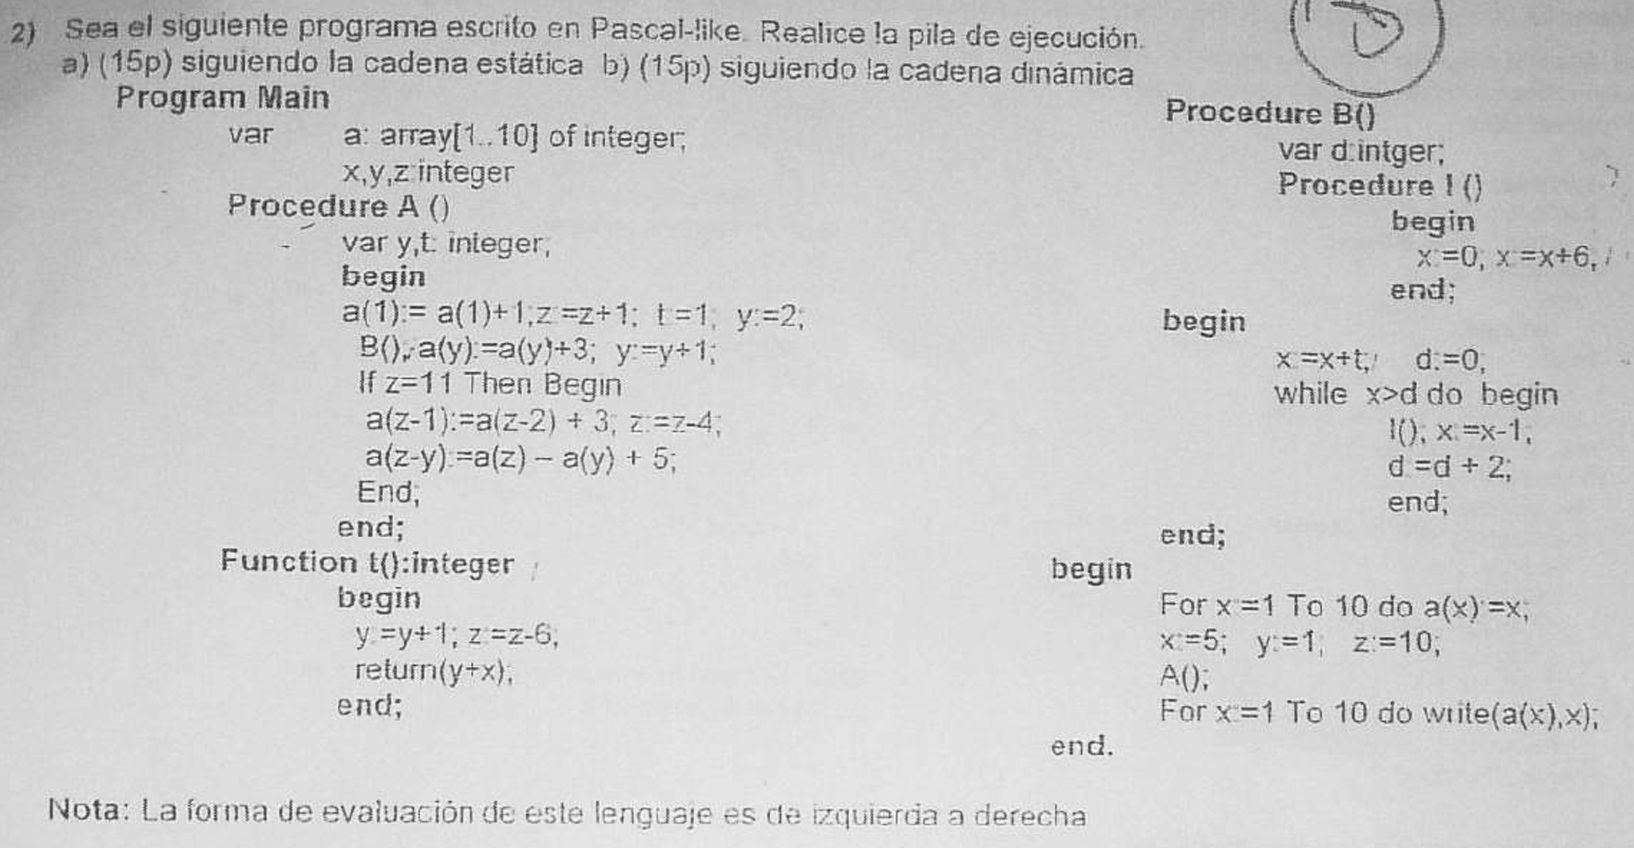 2) Sea el siguiente programa escrito en Pascal-like. Realice la pila de ejecución.
a) (15p) siguiendo la cadena estática b) (15p) siguiendo la cadena dinámica
Program Main
var a: array[1..10] of integer;
x,y,z:integer
Procedure A ()
var y,t: integer;
begin
a(1):= a(1)+1;z:=z+1; t:=1; y:=2;
B(); a(y):=a(y)+3; y:=y+1;
If z=11 Then Begin
a(z-1):=a(z-2) + 3; z:=z-4;
a(z-y):=a(z) – a(y) + 5;
End;
end;
Function t():integer
begin
y:=y+1; z:=z-6;
return(y+x);
end;
Procedure B()
var d:intger;
Procedure I ()
begin
x:=0; x:=x+6;
end;
begin
x:=x+t; d:=0;
while x>d do begin
I(); x:=x-1;
d:=d + 2;
end;
end;
begin
For x:=1 To 10 do a(x):=x;
x:=5; y:=1; z:=10;
A();
For x:=1 To 10 do write(a(x),x);
end.
Nota: La forma de evaluación de este lenguaje es de izquierda a derecha